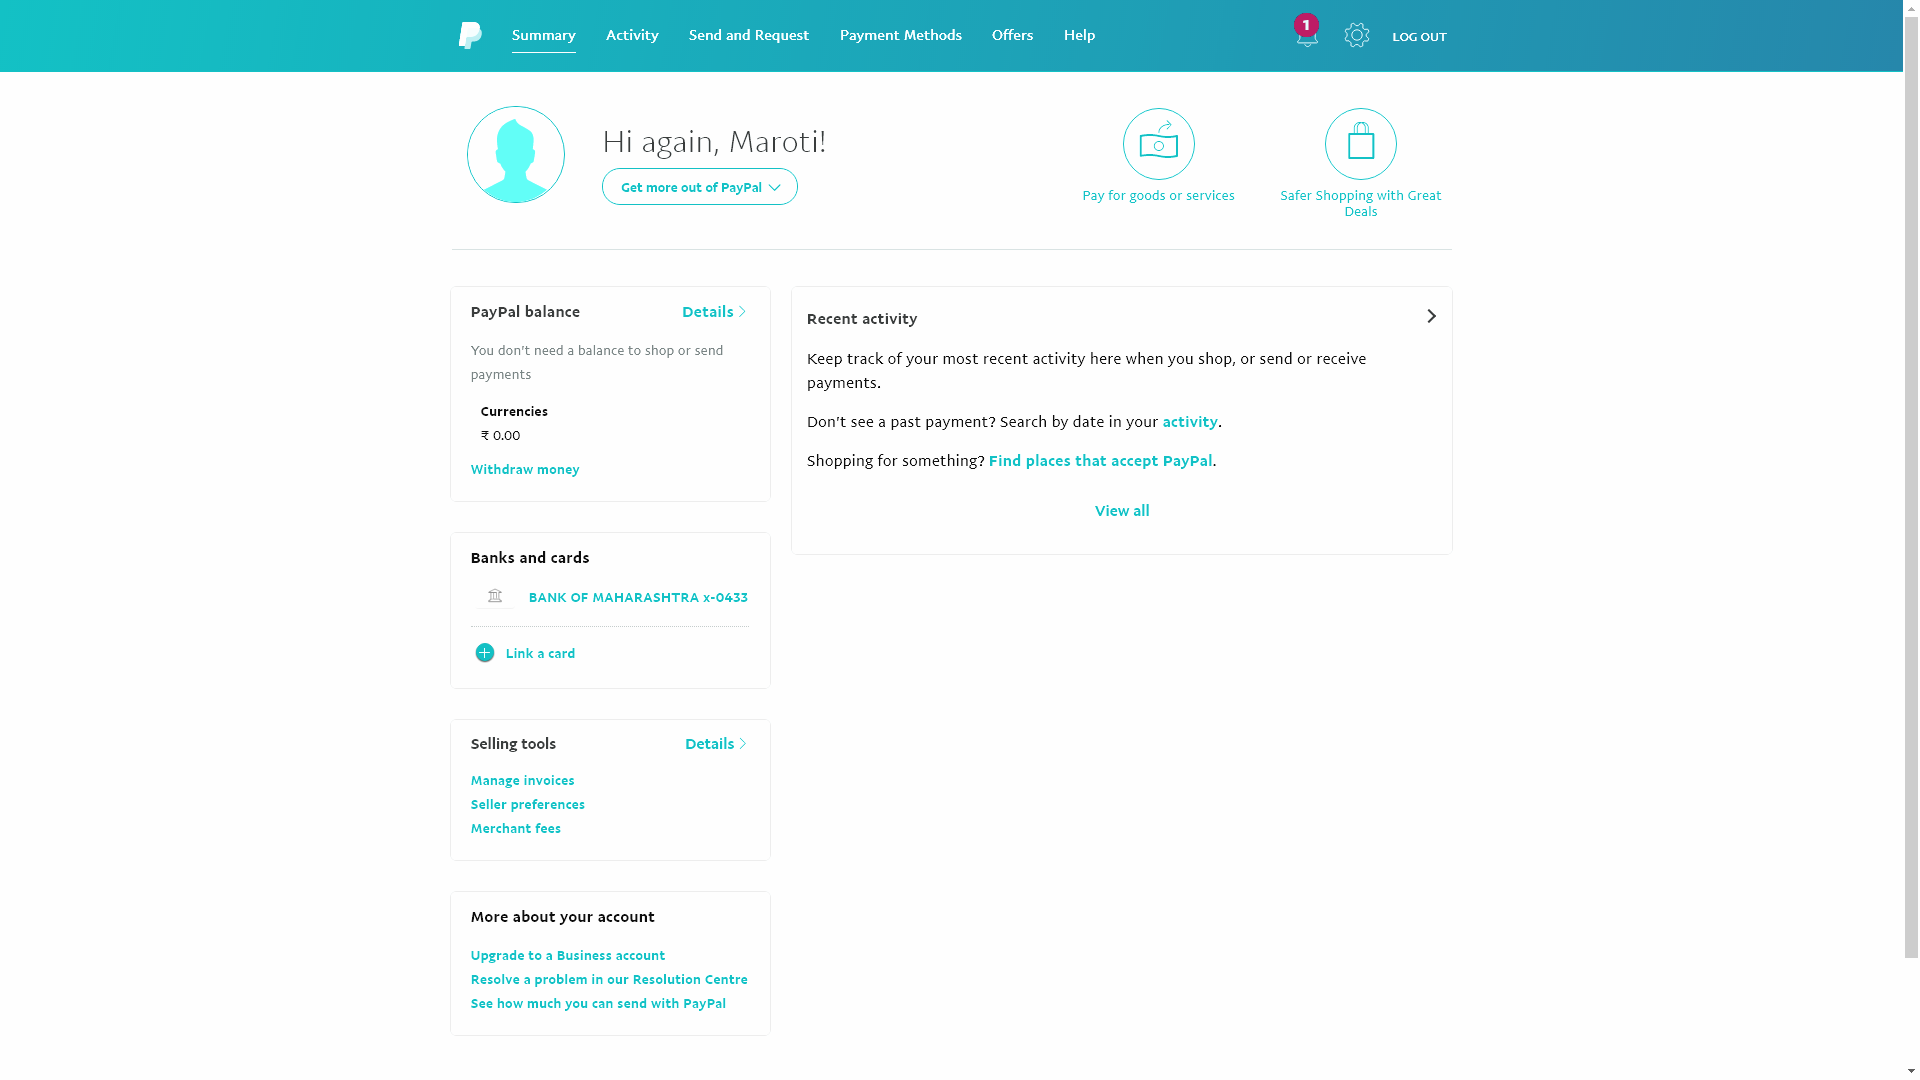 Summary Activity Send and Request Payment Methods Offers Help 1 LOG OUT
Hi again, Maroti!
Get more out of PayPal
Pay for goods or services
Safer Shopping with Great
Deals
PayPal balance Details
You don't need a balance to shop or send
payments
Currencies
₹ 0.00
Withdraw money
Recent activity
Keep track of your most recent activity here when you shop, or send or receive
payments.
Don't see a past payment? Search by date in your activity.
Shopping for something? Find places that accept PayPal.
View all
Banks and cards
BANK OF MAHARASHTRA x-0433
Link a card
Selling tools Details
Manage invoices
Seller preferences
Merchant fees
More about your account
Upgrade to a Business account
Resolve a problem in our Resolution Centre
See how much you can send with PayPal